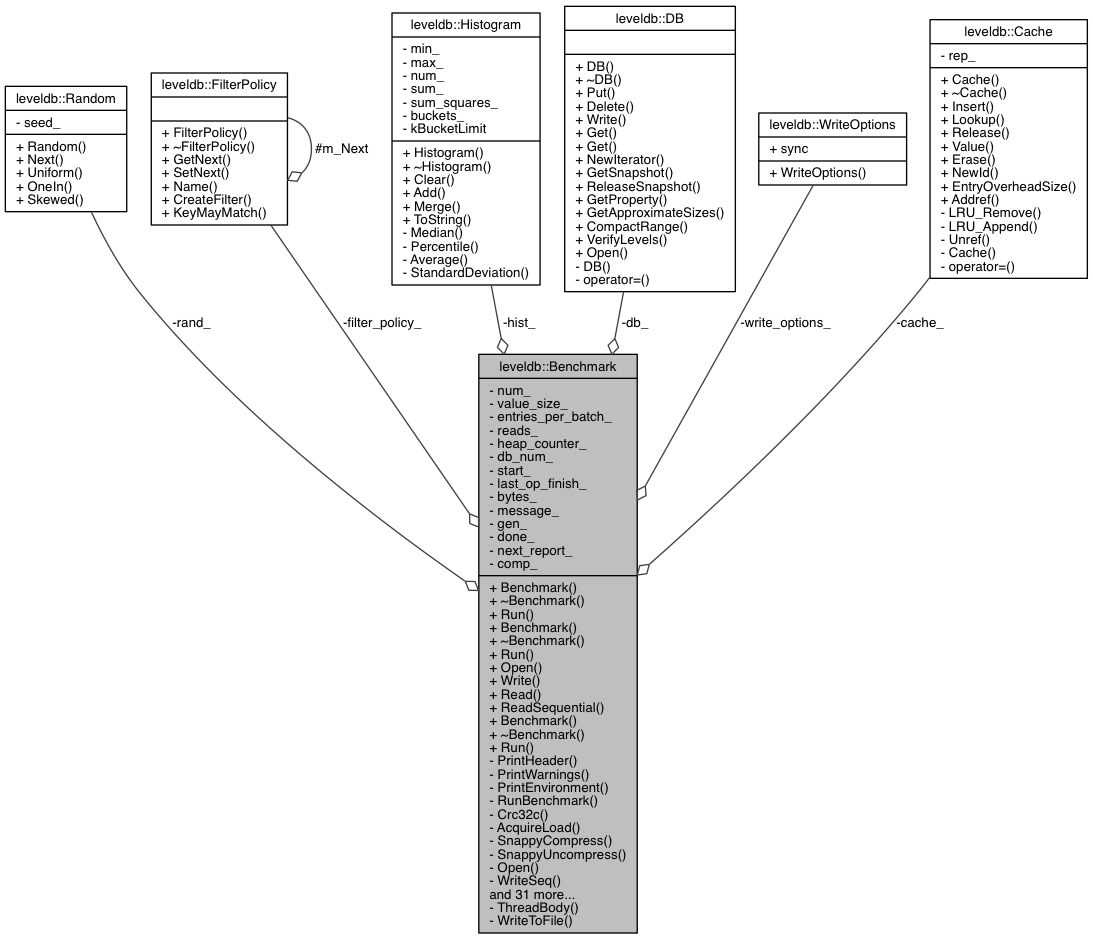 leveldb::Random
- seed_
+ Random()
+ Next()
+ Uniform()
+ OneIn()
+ Skewed()
leveldb::FilterPolicy
+ FilterPolicy()
+ ~FilterPolicy()
+ GetNext()
+ SetNext()
+ Name()
+ CreateFilter()
+ KeyMayMatch()
#m_Next
leveldb::Histogram
- min_
- max_
- num_
- sum_
- sum_squares_
- buckets_
- kBucketLimit
+ Histogram()
+ ~Histogram()
+ Clear()
+ Add()
+ Merge()
+ ToString()
- Median()
- Percentile()
- Average()
- StandardDeviation()
leveldb::DB
+ DB()
+ ~DB()
+ Put()
+ Delete()
+ Write()
+ Get()
+ Get()
+ NewIterator()
+ GetSnapshot()
+ ReleaseSnapshot()
+ GetProperty()
+ GetApproximateSizes()
+ CompactRange()
+ VerifyLevels()
+ Open()
- DB()
- operator=()
leveldb::WriteOptions
+ sync
+ WriteOptions()
leveldb::Cache
- rep_
+ Cache()
+ ~Cache()
+ Insert()
+ Lookup()
+ Release()
+ Value()
+ Erase()
+ NewId()
+ EntryOverheadSize()
+ Addref()
- LRU_Remove()
- LRU_Append()
- Unref()
- Cache()
- operator=()
-rand_
-filter_policy_
-hist_
-db_
-write_options_
-cache_
leveldb::Benchmark
- num_
- value_size_
- entries_per_batch_
- reads_
- heap_counter_
- db_num_
- start_
- last_op_finish_
- bytes_
- message_
- gen_
- done_
- next_report_
- comp_
+ Benchmark()
+ ~Benchmark()
+ Run()
+ Benchmark()
+ ~Benchmark()
+ Run()
+ Open()
+ Write()
+ Read()
+ ReadSequential()
+ Benchmark()
+ ~Benchmark()
+ Run()
- PrintHeader()
- PrintWarnings()
- PrintEnvironment()
- RunBenchmark()
- Crc32c()
- AcquireLoad()
- SnappyCompress()
- SnappyUncompress()
- Open()
- WriteSeq()
and 31 more...
- ThreadBody()
- WriteToFile()